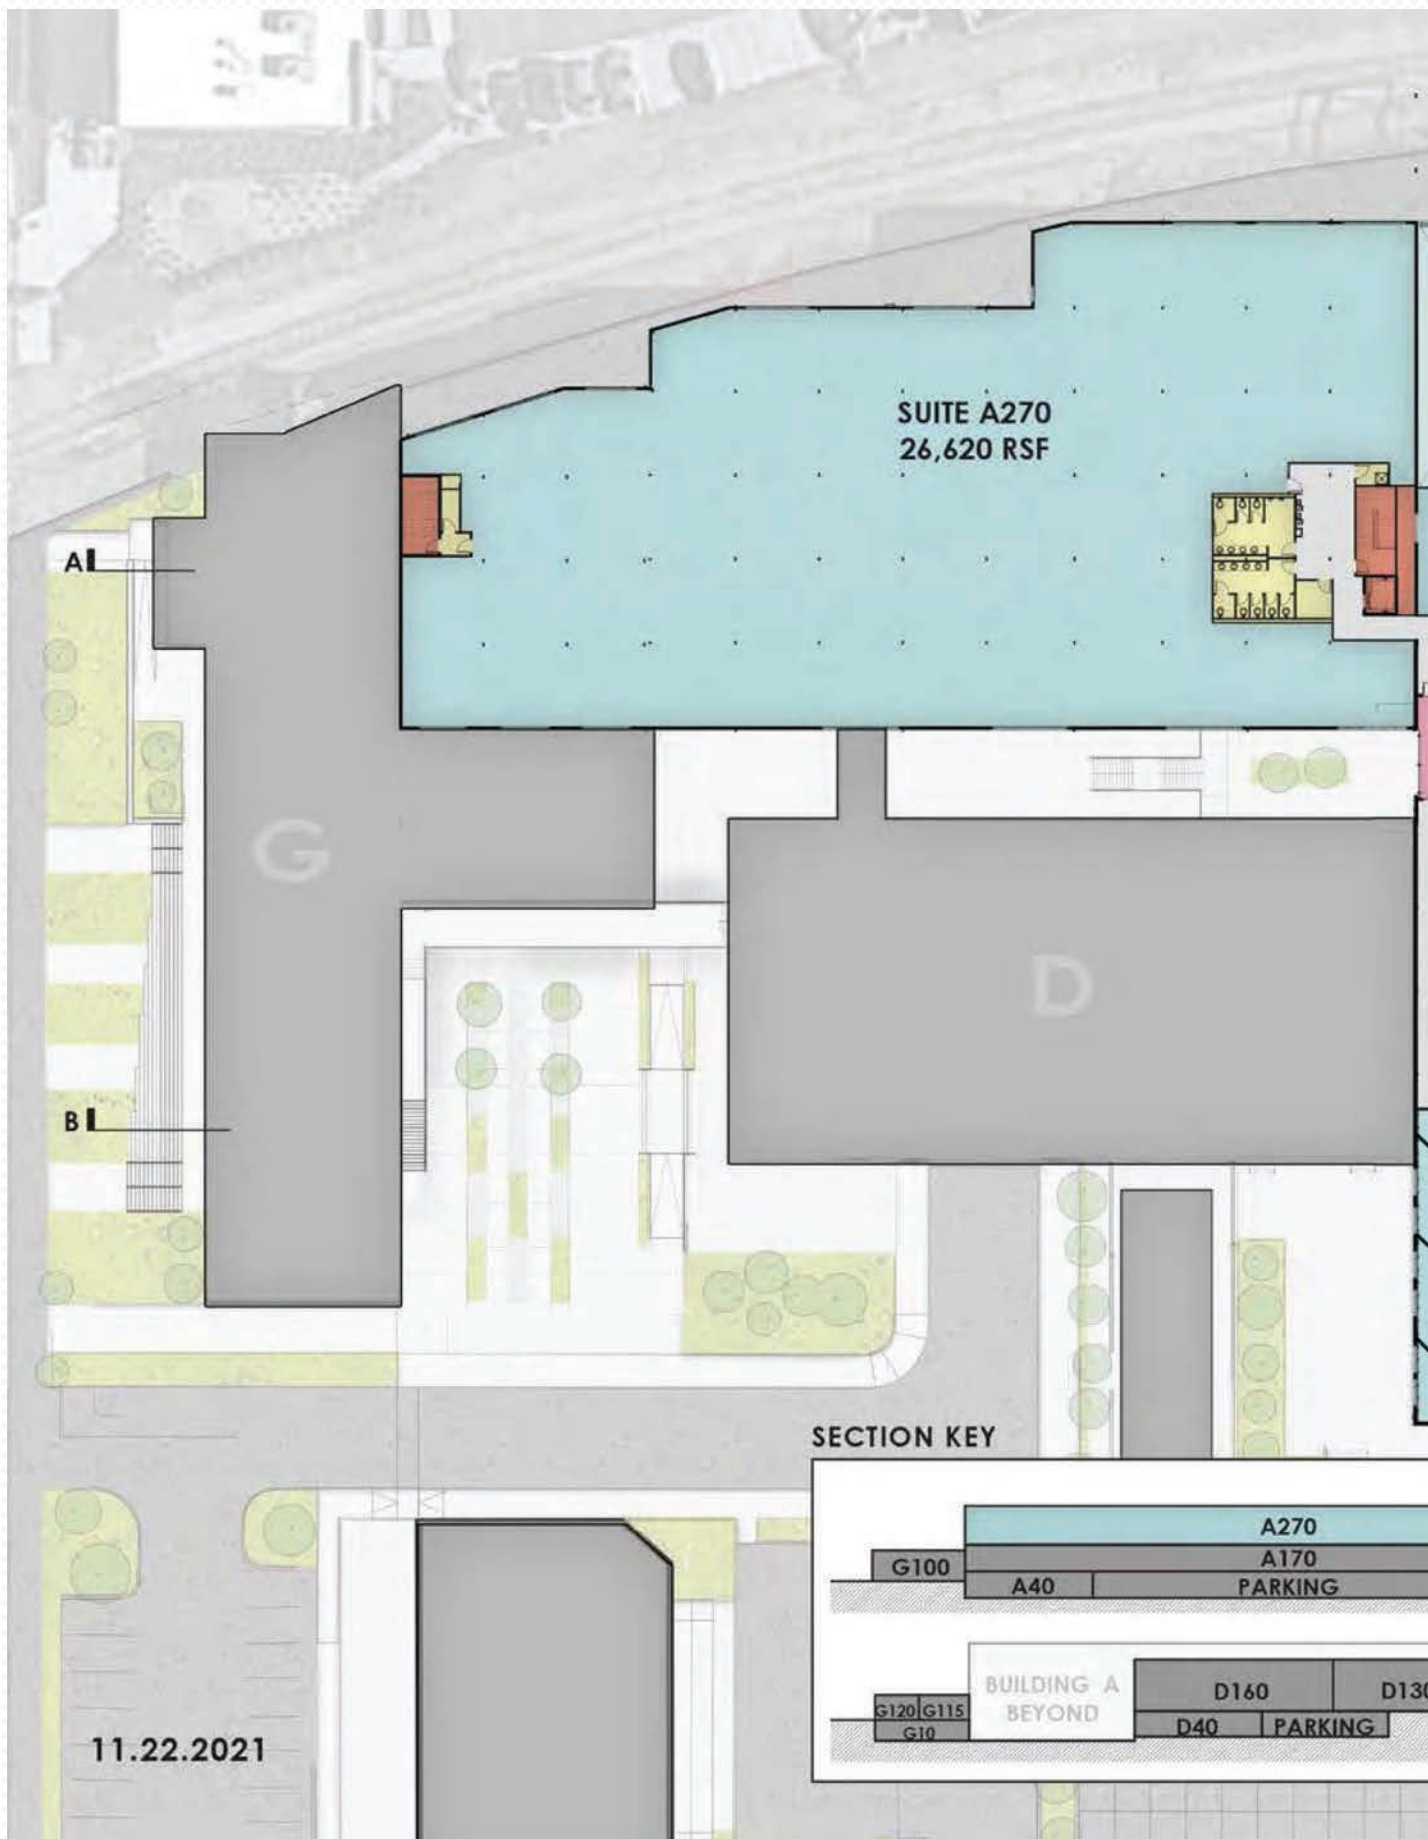 SUITE A270
26,620 RSF
A
G
D
B
SECTION KEY
A270
G100
A170
A40
PARKING
BUILDING A
BEYOND
D160
D130
G120
G115
G10
D40
PARKING
11.22.2021